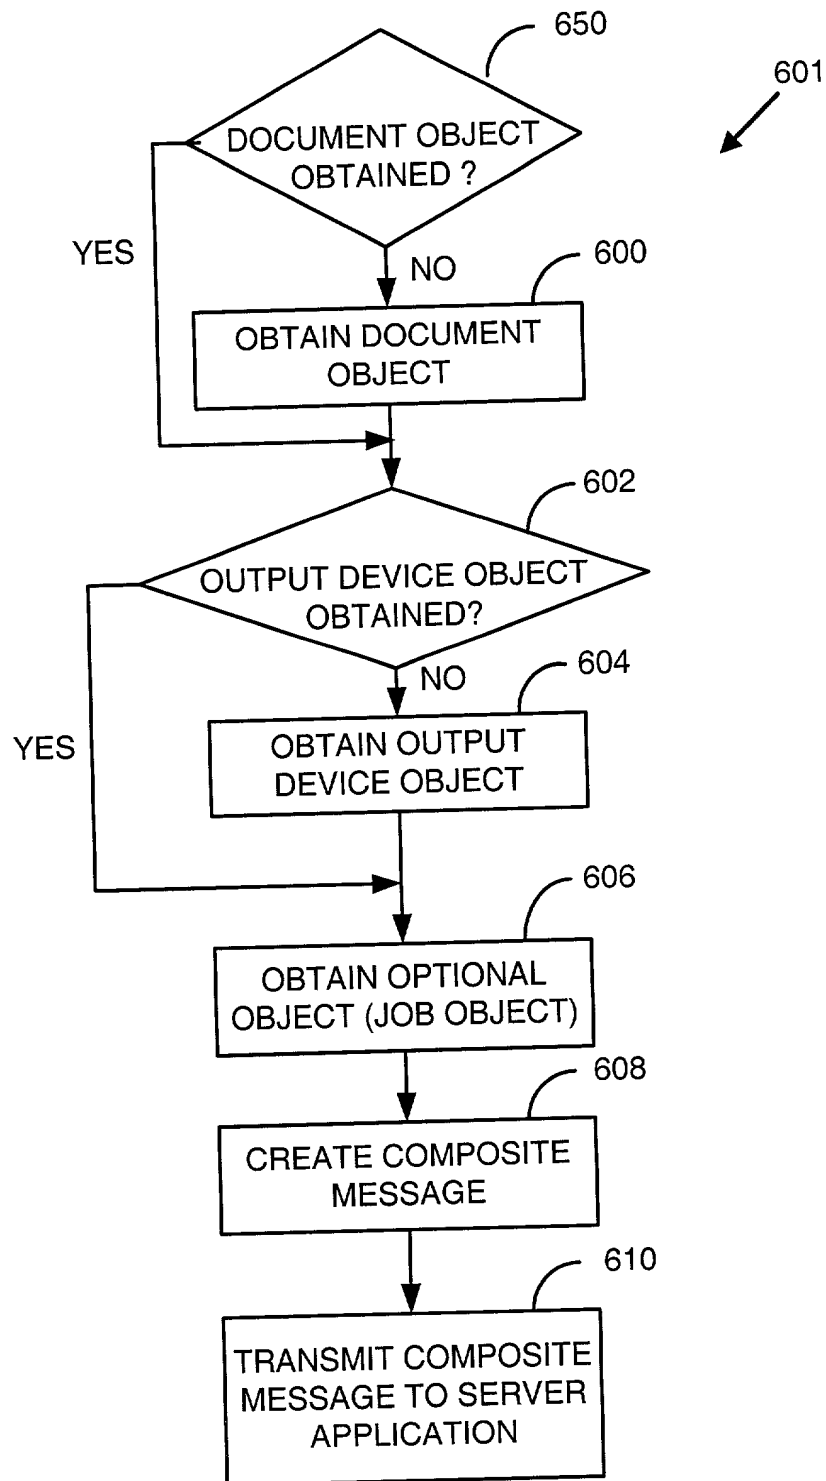 650
601
DOCUMENT OBJECT
OBTAINED ?
YES
NO
600
OBTAIN DOCUMENT
OBJECT
602
OUTPUT DEVICE OBJECT
OBTAINED?
NO
604
YES
OBTAIN OUTPUT
DEVICE OBJECT
606
OBTAIN OPTIONAL
OBJECT (JOB OBJECT)
608
CREATE COMPOSITE
MESSAGE
610
TRANSMIT COMPOSITE
MESSAGE TO SERVER
APPLICATION